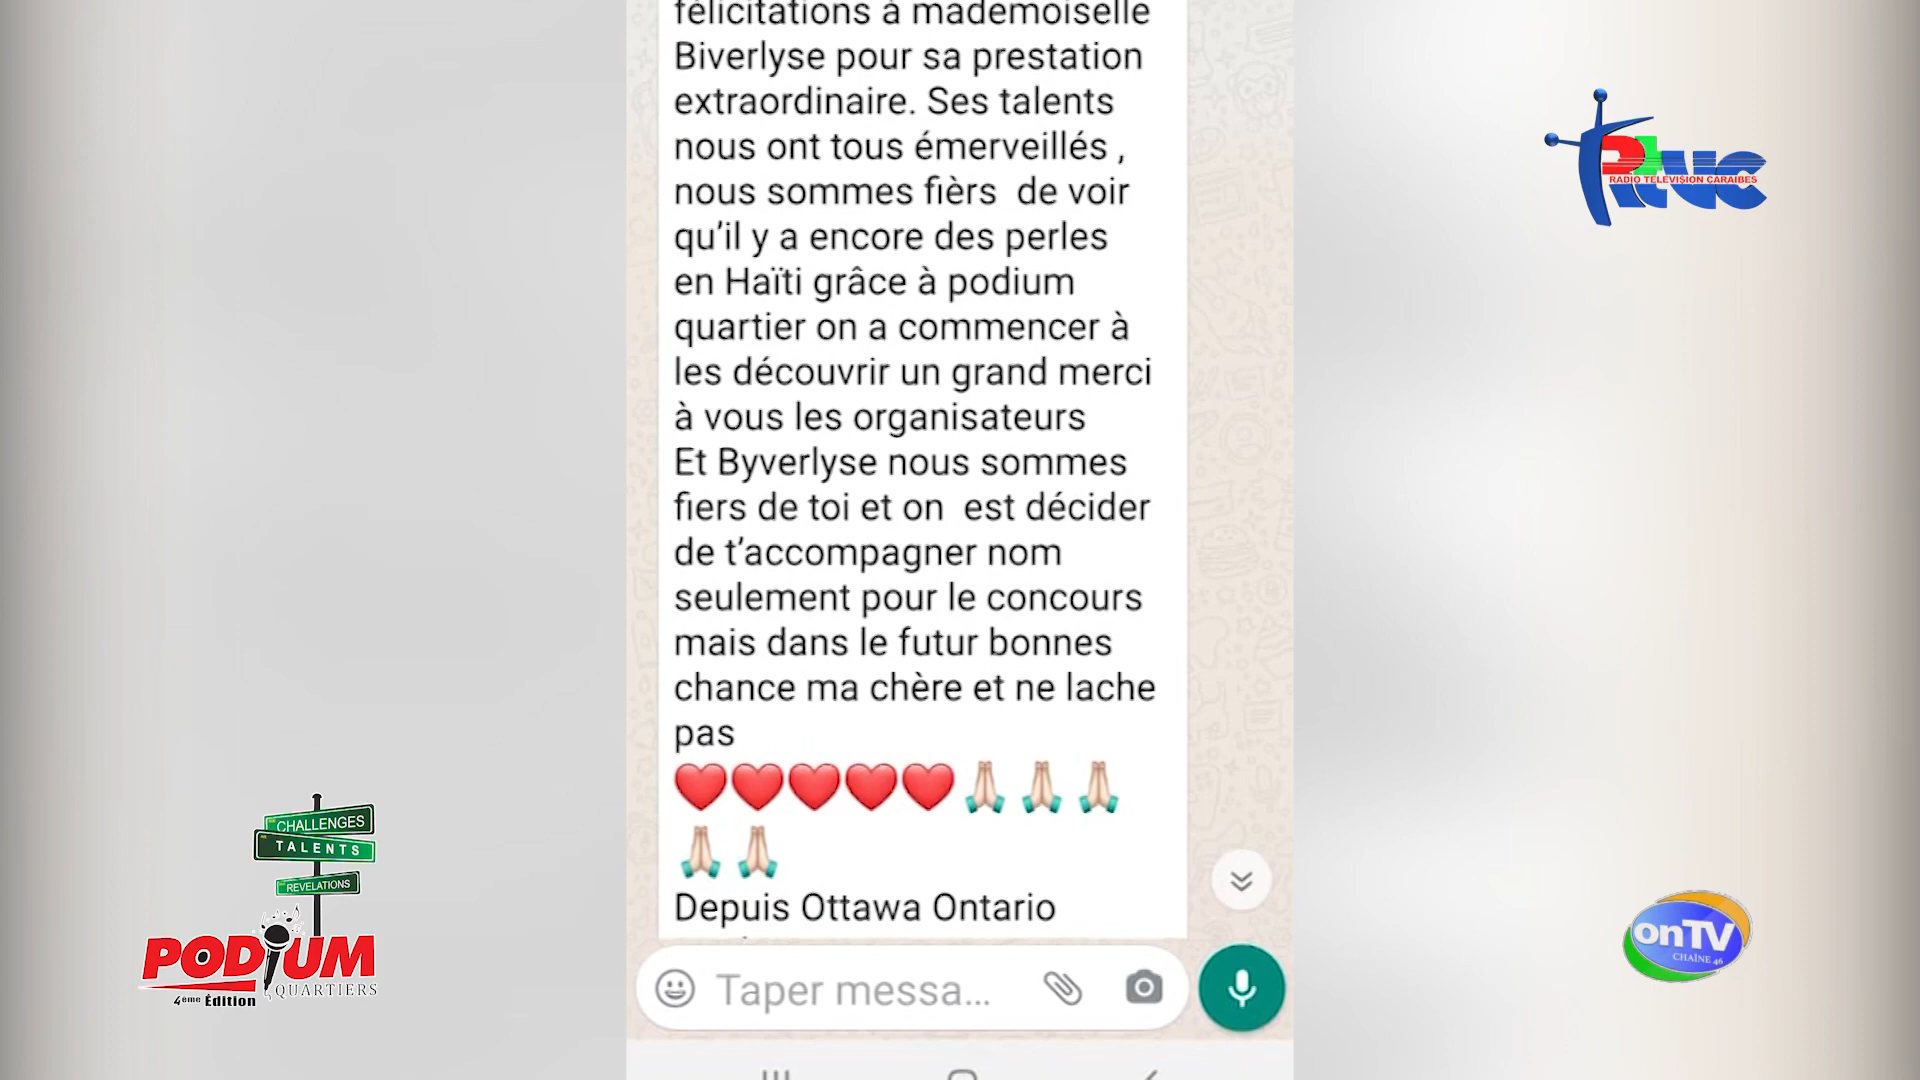 félicitations à mademoiselle
Biverlyse pour sa prestation
extraordinaire. Ses talents
nous ont tous émerveillés ,
nous sommes fièrs  de voir
qu’il y a encore des perles
en Haïti grâce à podium
quartier on a commencer à
les découvrir un grand merci
à vous les organisateurs
Et Byverlyse nous sommes
fiers de toi et on  est décider
de t’accompagner nom
seulement pour le concours
mais dans le futur bonnes
chance ma chère et ne lache
pas
❤️❤️❤️❤️❤️🙏🏻🙏🏻🙏🏻
🙏🏻🙏🏻
Depuis Ottawa Ontario
Taper messa...
RTVC
RADIO TELEVISION CARAIBES
CHALLENGES
TALENTS
REVELATIONS
PODIUM
QUARTIERS
4ème Édition
onTV
CHAÎNE 46